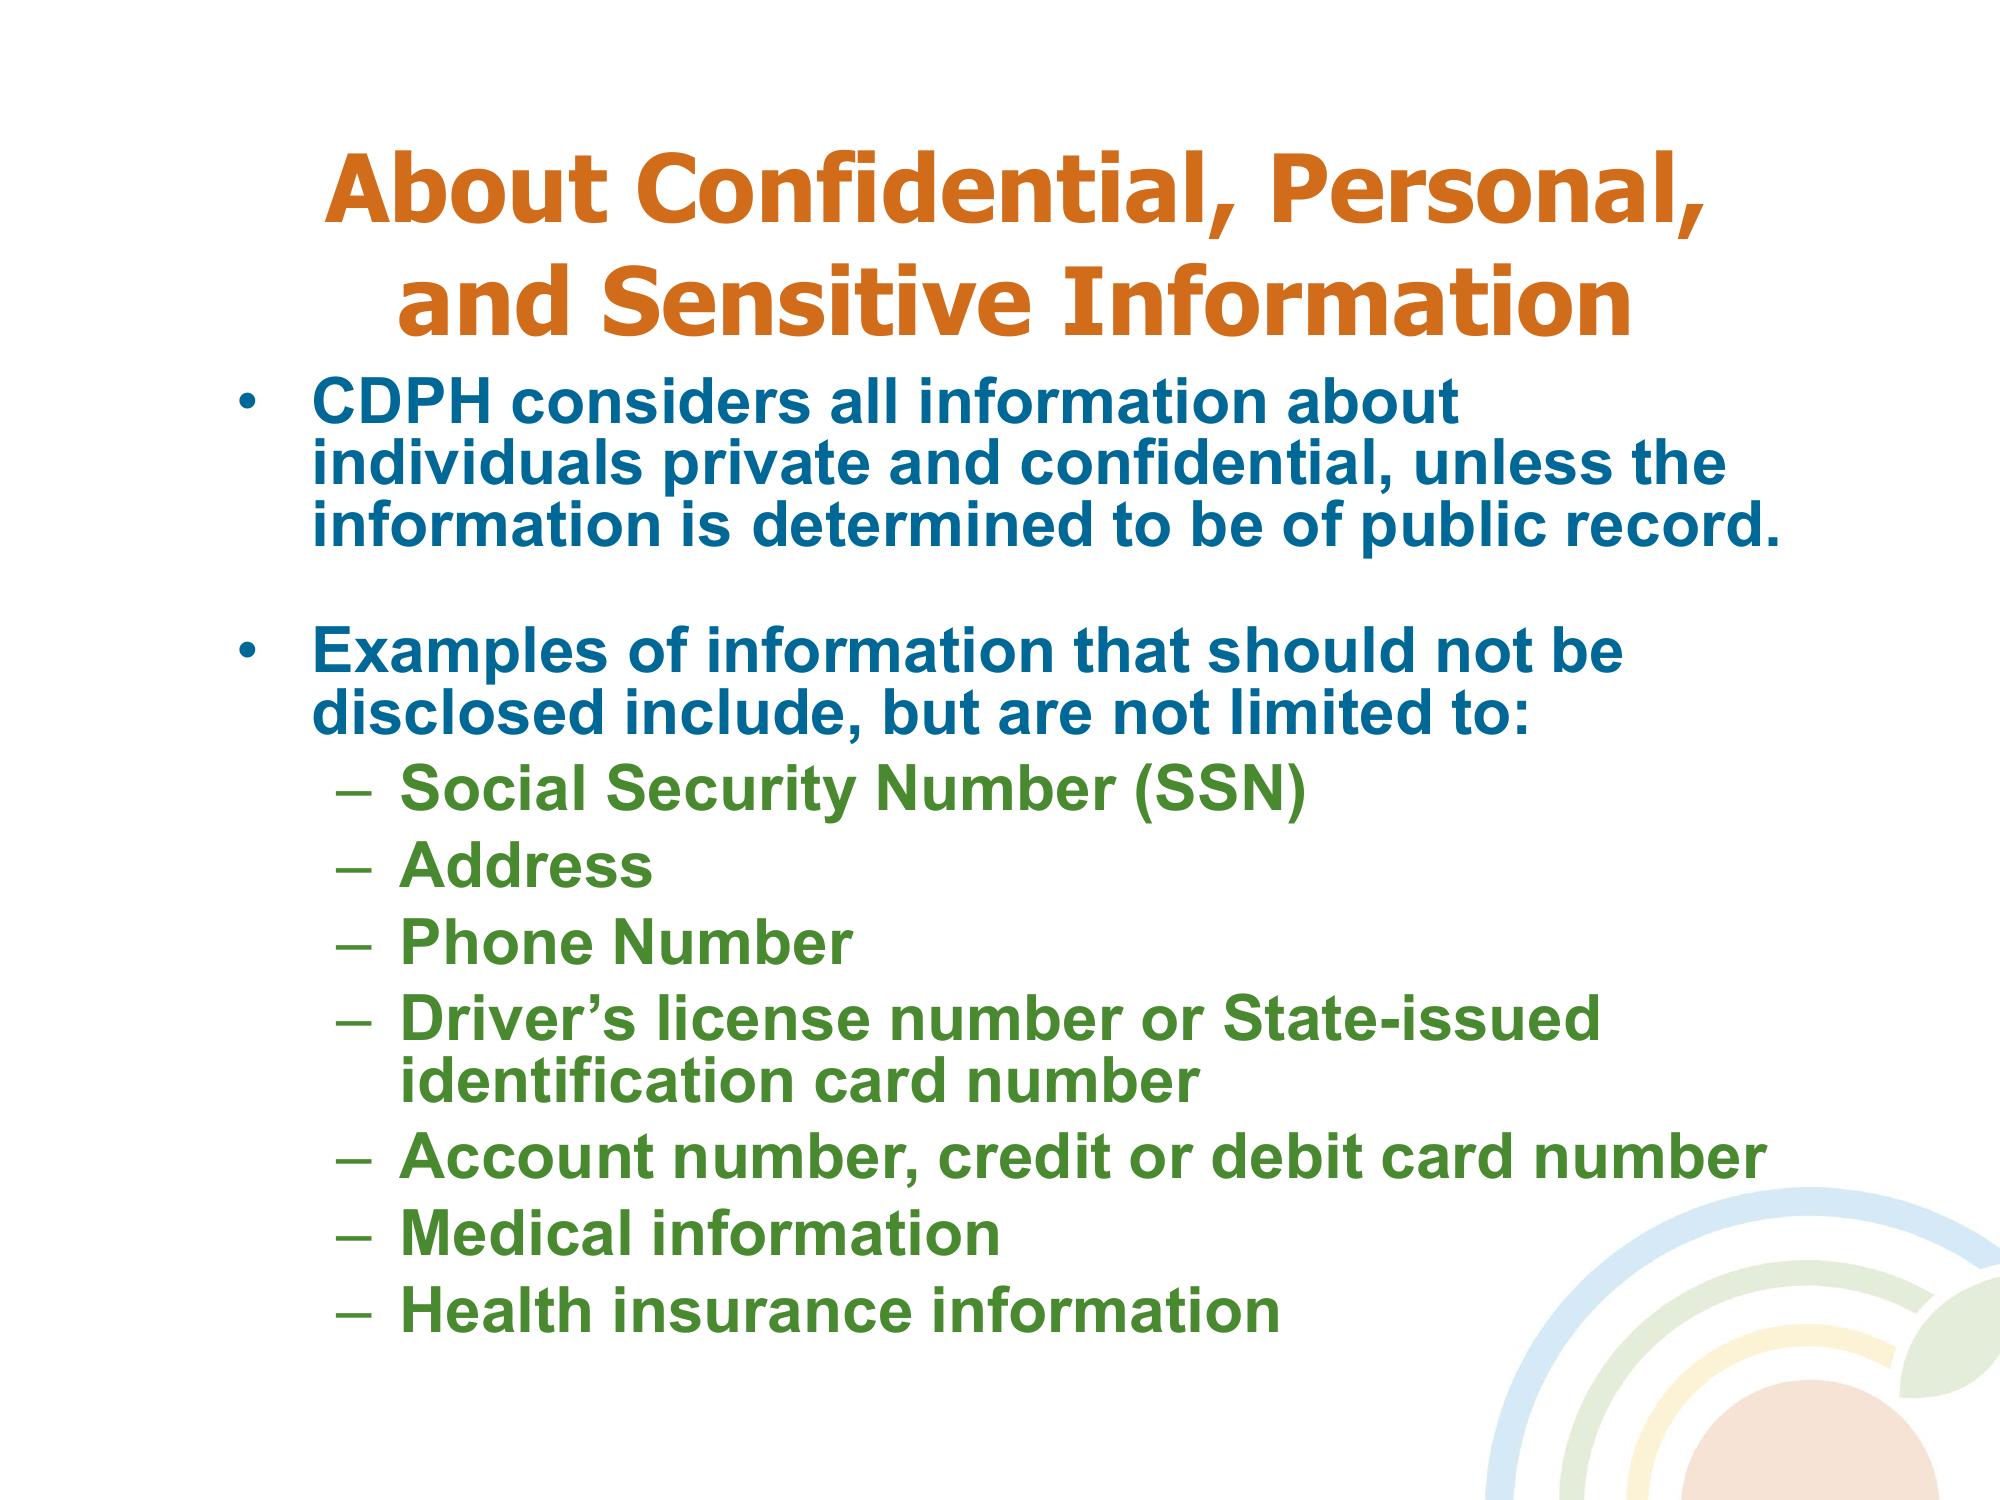 About Confidential, Personal,
and Sensitive Information
• CDPH considers all information about
individuals private and confidential, unless the
information is determined to be of public record.
• Examples of information that should not be
disclosed include, but are not limited to:
– Social Security Number (SSN)
– Address
– Phone Number
– Driver’s license number or State-issued
identification card number
– Account number, credit or debit card number
– Medical information
– Health insurance information